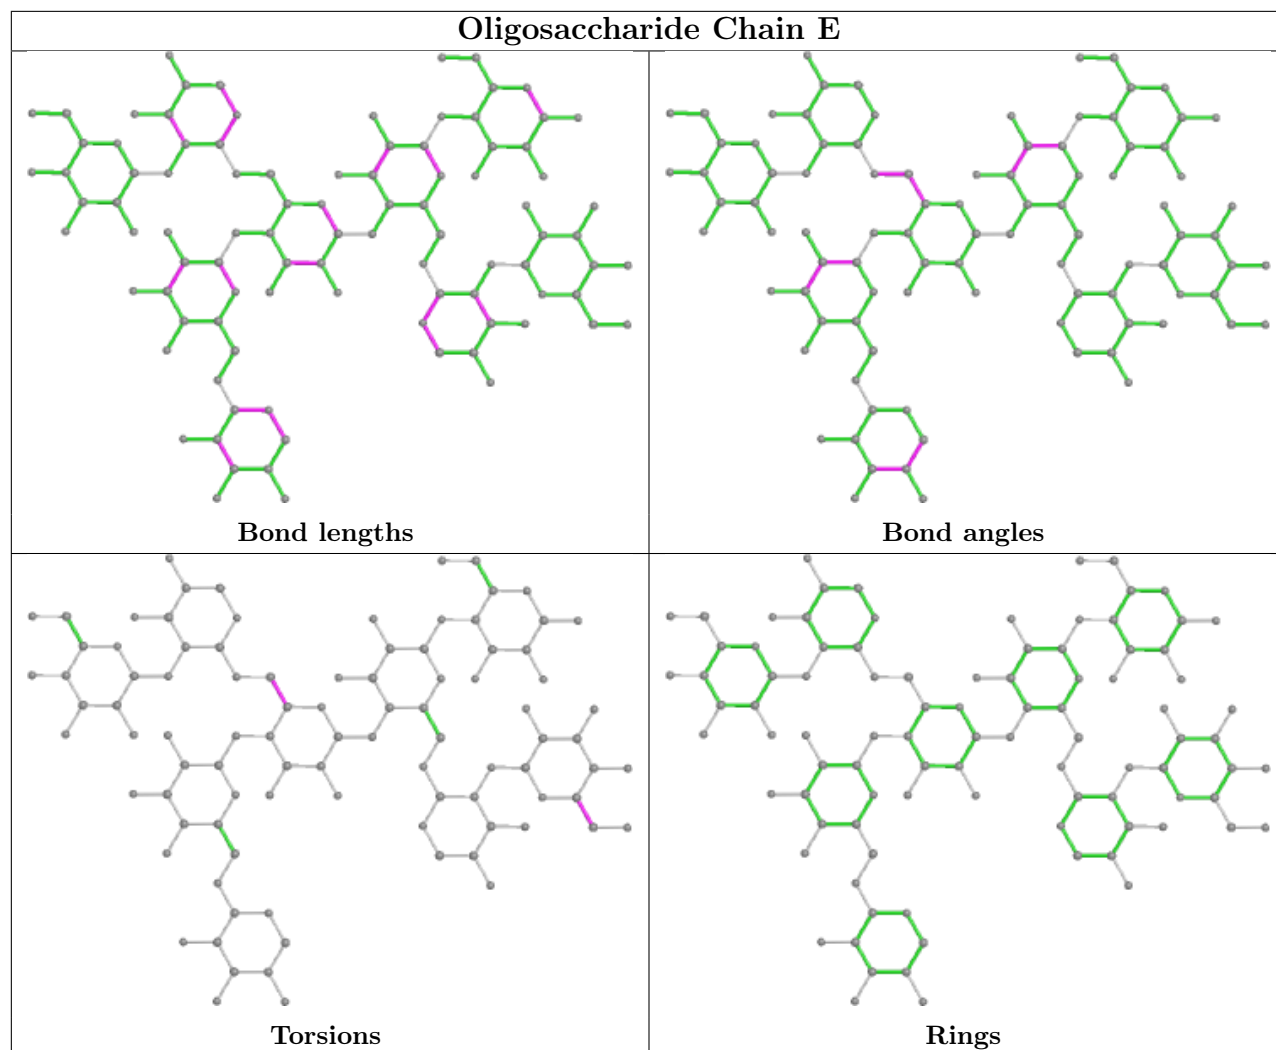 Oligosaccharide Chain E
Bond lengths
Bond angles
Torsions
Rings